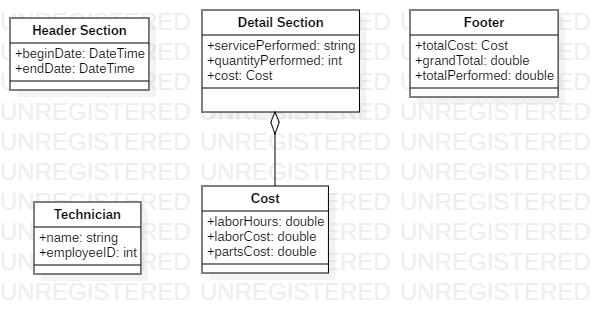 Header Section
+beginDate: DateTime
+endDate: DateTime
Detail Section
+servicePerformed: string
+quantityPerformed: int
+cost: Cost
Footer
+totalCost: Cost
+grandTotal: double
+totalPerformed: double
Technician
+name: string
+employeeID: int
Cost
+laborHours: double
+laborCost: double
+partsCost: double
UNREGISTERED UNREGISTERED UNREGISTERED
UNREGISTERED UNREGISTERED UNREGISTERED
UNREGISTERED UNREGISTERED UNREGISTERED
UNREGISTERED UNREGISTERED UNREGISTERED
UNREGISTERED UNREGISTERED UNREGISTERED
UNREGISTERED UNREGISTERED UNREGISTERED
UNREGISTERED UNREGISTERED UNREGISTERED
UNREGISTERED UNREGISTERED UNREGISTERED
UNREGISTERED UNREGISTERED UNREGISTERED
UNREGISTERED UNREGISTERED UNREGISTERED